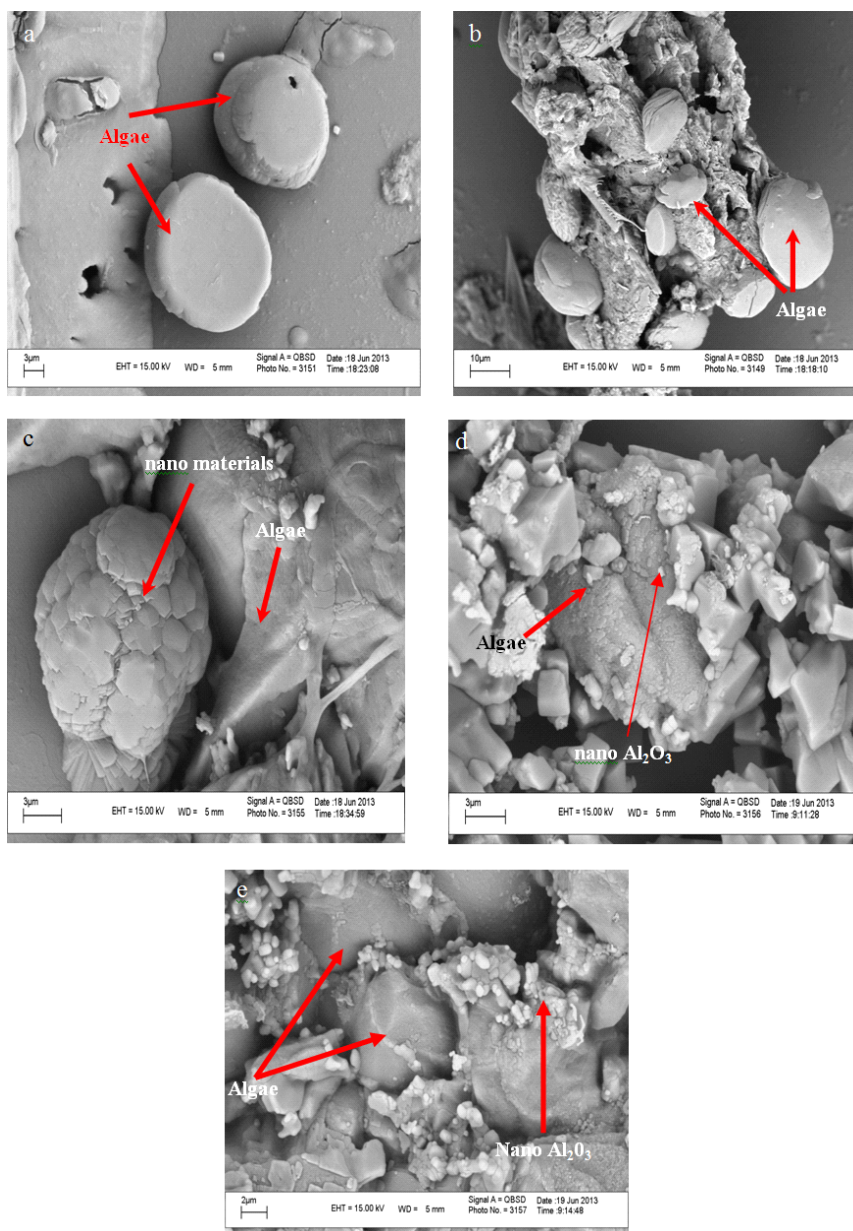 a
Algae
3µm
EHT = 15.00 kV
WD = 5 mm
Signal A = QBSD
Photo No. = 3151
Date :18 Jun 2013
Time :18:23:08
b
Algae
10µm
EHT = 15.00 kV
WD = 5 mm
Signal A = QBSD
Photo No. = 3149
Date :18 Jun 2013
Time :18:18:10
c
nano materials
Algae
3µm
EHT = 15.00 kV
WD = 5 mm
Signal A = QBSD
Photo No. = 3155
Date :18 Jun 2013
Time :18:34:59
d
Algae
nano Al₂O₃
3µm
EHT = 15.00 kV
WD = 5 mm
Signal A = QBSD
Photo No. = 3156
Date :19 Jun 2013
Time :9:11:28
e
Algae
Nano Al₂0₃
2µm
EHT = 15.00 kV
WD = 5 mm
Signal A = QBSD
Photo No. = 3157
Date :19 Jun 2013
Time :9:14:48